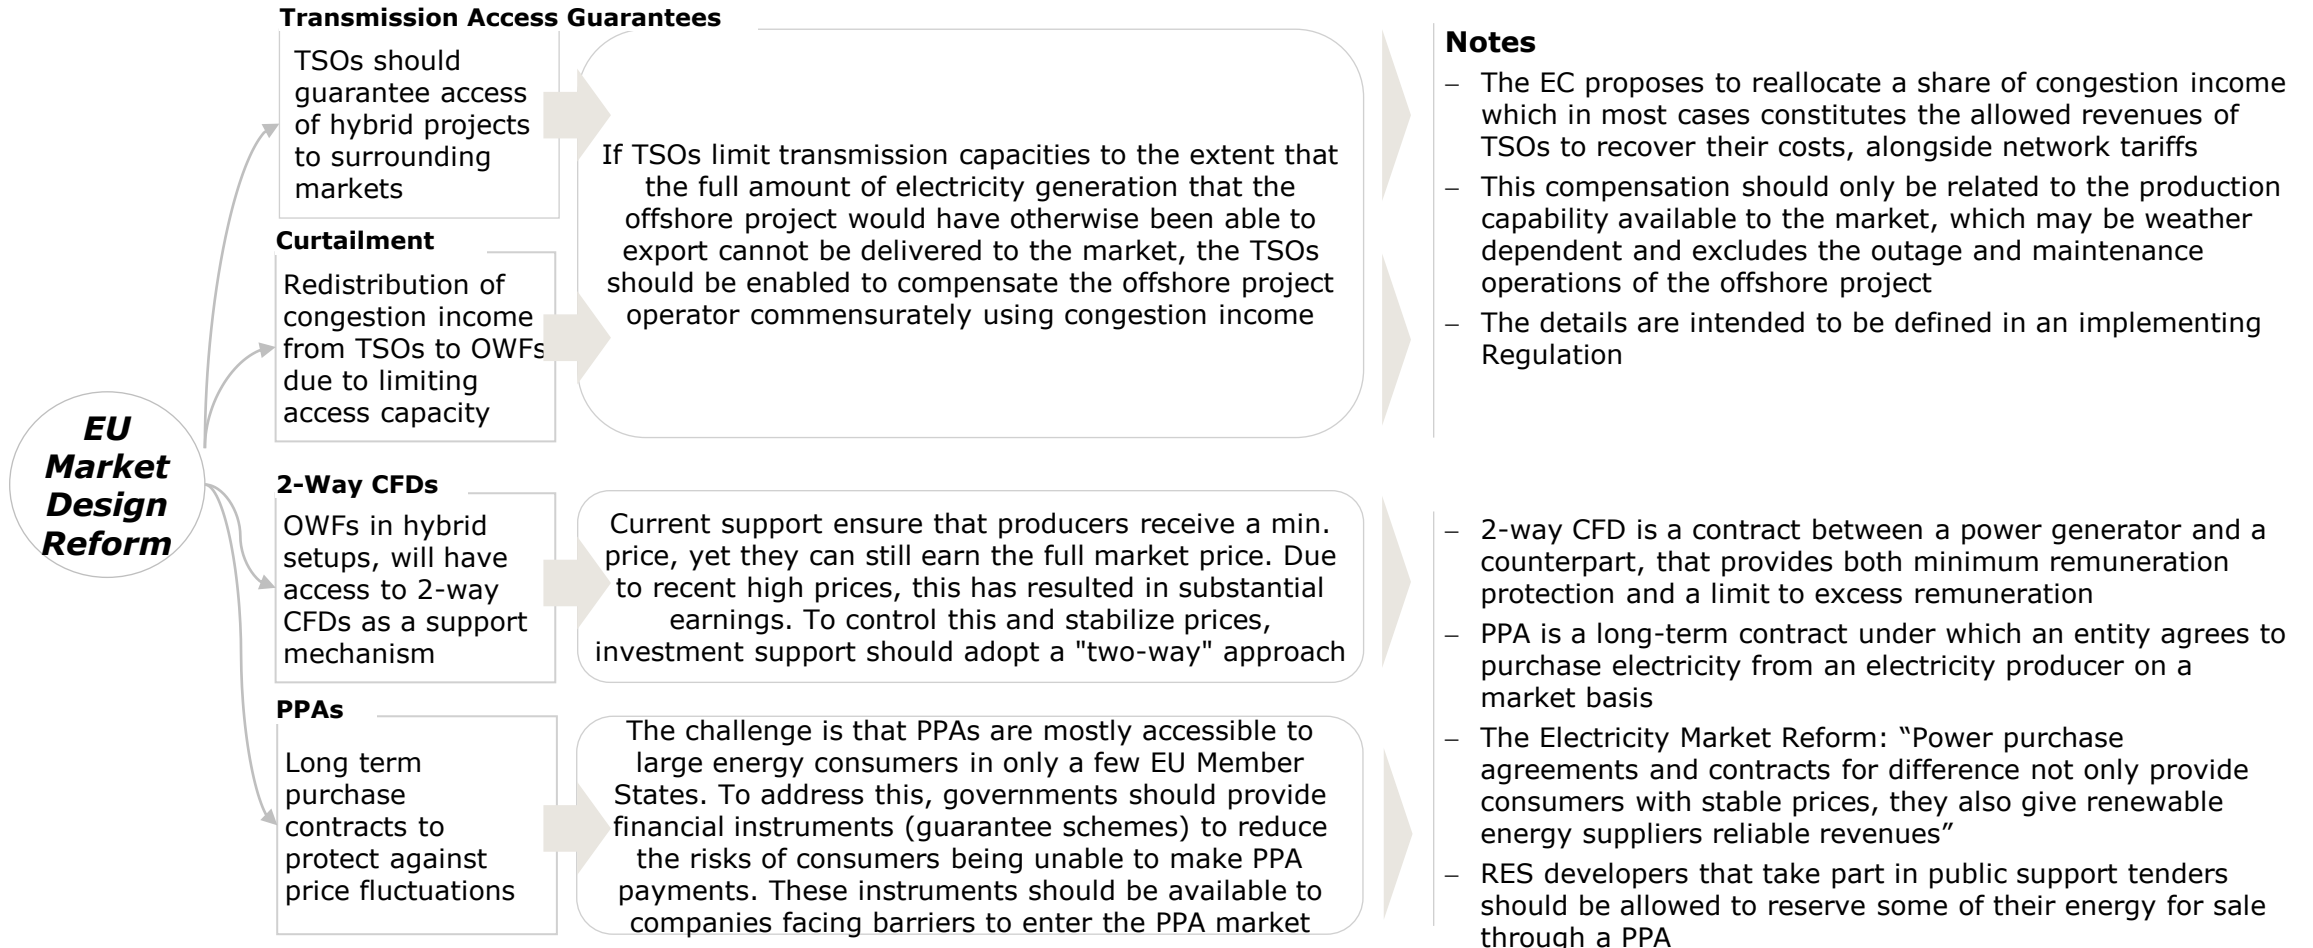 Transmission Access Guarantees
TSOs should
guarantee access
of hybrid projects
to surrounding
markets
Curtailment
Redistribution of
congestion income
from TSOs to OWFs
due to limiting
access capacity
If TSOs limit transmission capacities to the extent that
the full amount of electricity generation that the
offshore project would have otherwise been able to
export cannot be delivered to the market, the TSOs
should be enabled to compensate the offshore project
operator commensurately using congestion income
Notes
– The EC proposes to reallocate a share of congestion income
which in most cases constitutes the allowed revenues of
TSOs to recover their costs, alongside network tariffs
– This compensation should only be related to the production
capability available to the market, which may be weather
dependent and excludes the outage and maintenance
operations of the offshore project
– The details are intended to be defined in an implementing
Regulation
EU
Market
Design
Reform
2-Way CFDs
OWFs in hybrid
setups, will have
access to 2-way
CFDs as a support
mechanism
Current support ensure that producers receive a min.
price, yet they can still earn the full market price. Due
to recent high prices, this has resulted in substantial
earnings. To control this and stabilize prices,
investment support should adopt a "two-way" approach
PPAs
Long term
purchase
contracts to
protect against
price fluctuations
The challenge is that PPAs are mostly accessible to
large energy consumers in only a few EU Member
States. To address this, governments should provide
financial instruments (guarantee schemes) to reduce
the risks of consumers being unable to make PPA
payments. These instruments should be available to
companies facing barriers to enter the PPA market
– 2-way CFD is a contract between a power generator and a
counterpart, that provides both minimum remuneration
protection and a limit to excess remuneration
– PPA is a long-term contract under which an entity agrees to
purchase electricity from an electricity producer on a
market basis
– The Electricity Market Reform: “Power purchase
agreements and contracts for difference not only provide
consumers with stable prices, they also give renewable
energy suppliers reliable revenues”
– RES developers that take part in public support tenders
should be allowed to reserve some of their energy for sale
through a PPA